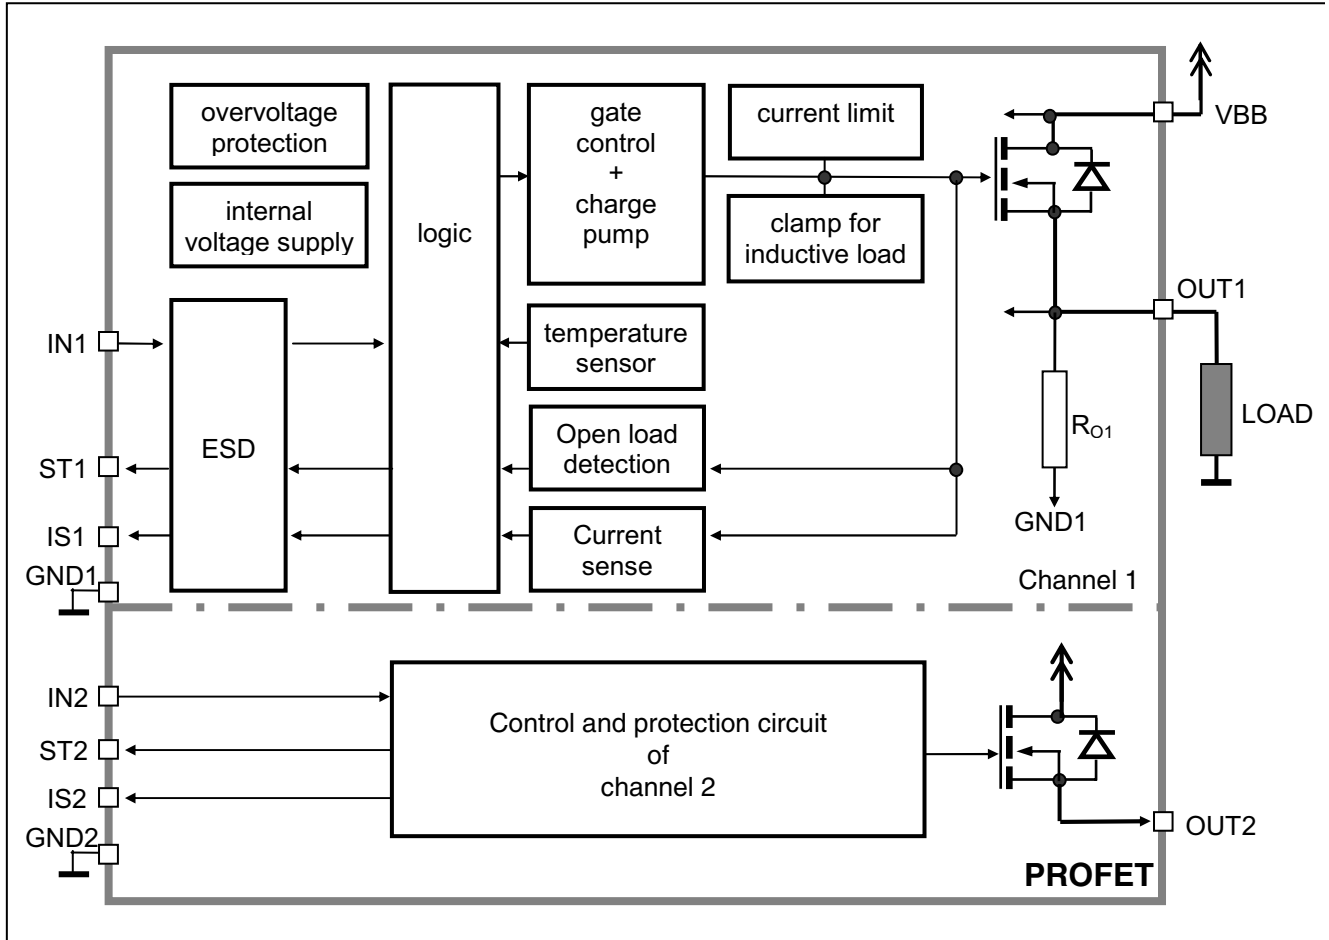 overvoltage
protection
internal
voltage supply
logic
gate
control
+
charge
pump
current limit
clamp for
inductive load
VBB
OUT1
IN1
ESD
temperature
sensor
LOAD
R_O1
ST1
Open load
detection
IS1
Current
sense
GND1
GND1
Channel 1
IN2
ST2
IS2
GND2
Control and protection circuit
of
channel 2
OUT2
PROFET